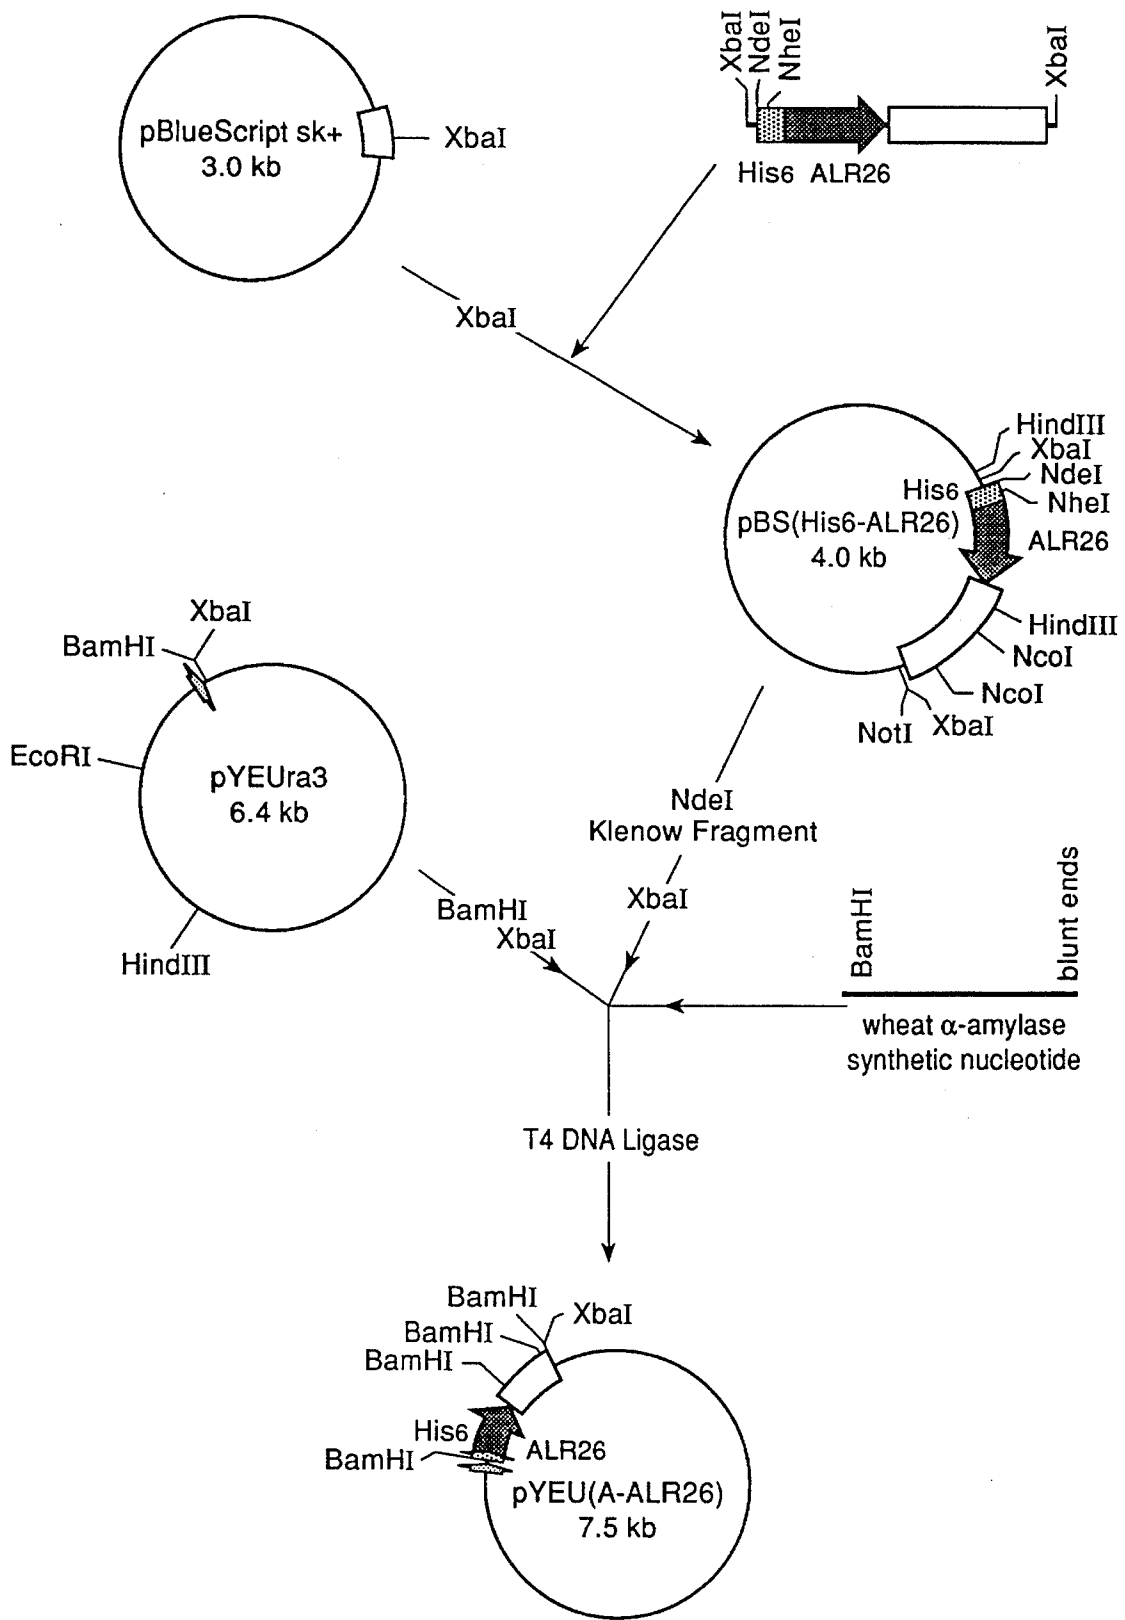 pBlueScript sk+
3.0 kb
XbaI
XbaI
NdeI
NheI
XbaI
His6 ALR26
XbaI
HindIII
XbaI
NdeI
NheI
His6
pBS(His6-ALR26)
4.0 kb
ALR26
HindIII
NcoI
NcoI
XbaI
NotI
XbaI
BamHI
EcoRI
pYEUra3
6.4 kb
HindIII
NdeI
Klenow Fragment
XbaI
BamHI
XbaI
BamHI
blunt ends
wheat α-amylase
synthetic nucleotide
T4 DNA Ligase
BamHI
XbaI
BamHI
BamHI
His6
BamHI
ALR26
pYEU(A-ALR26)
7.5 kb